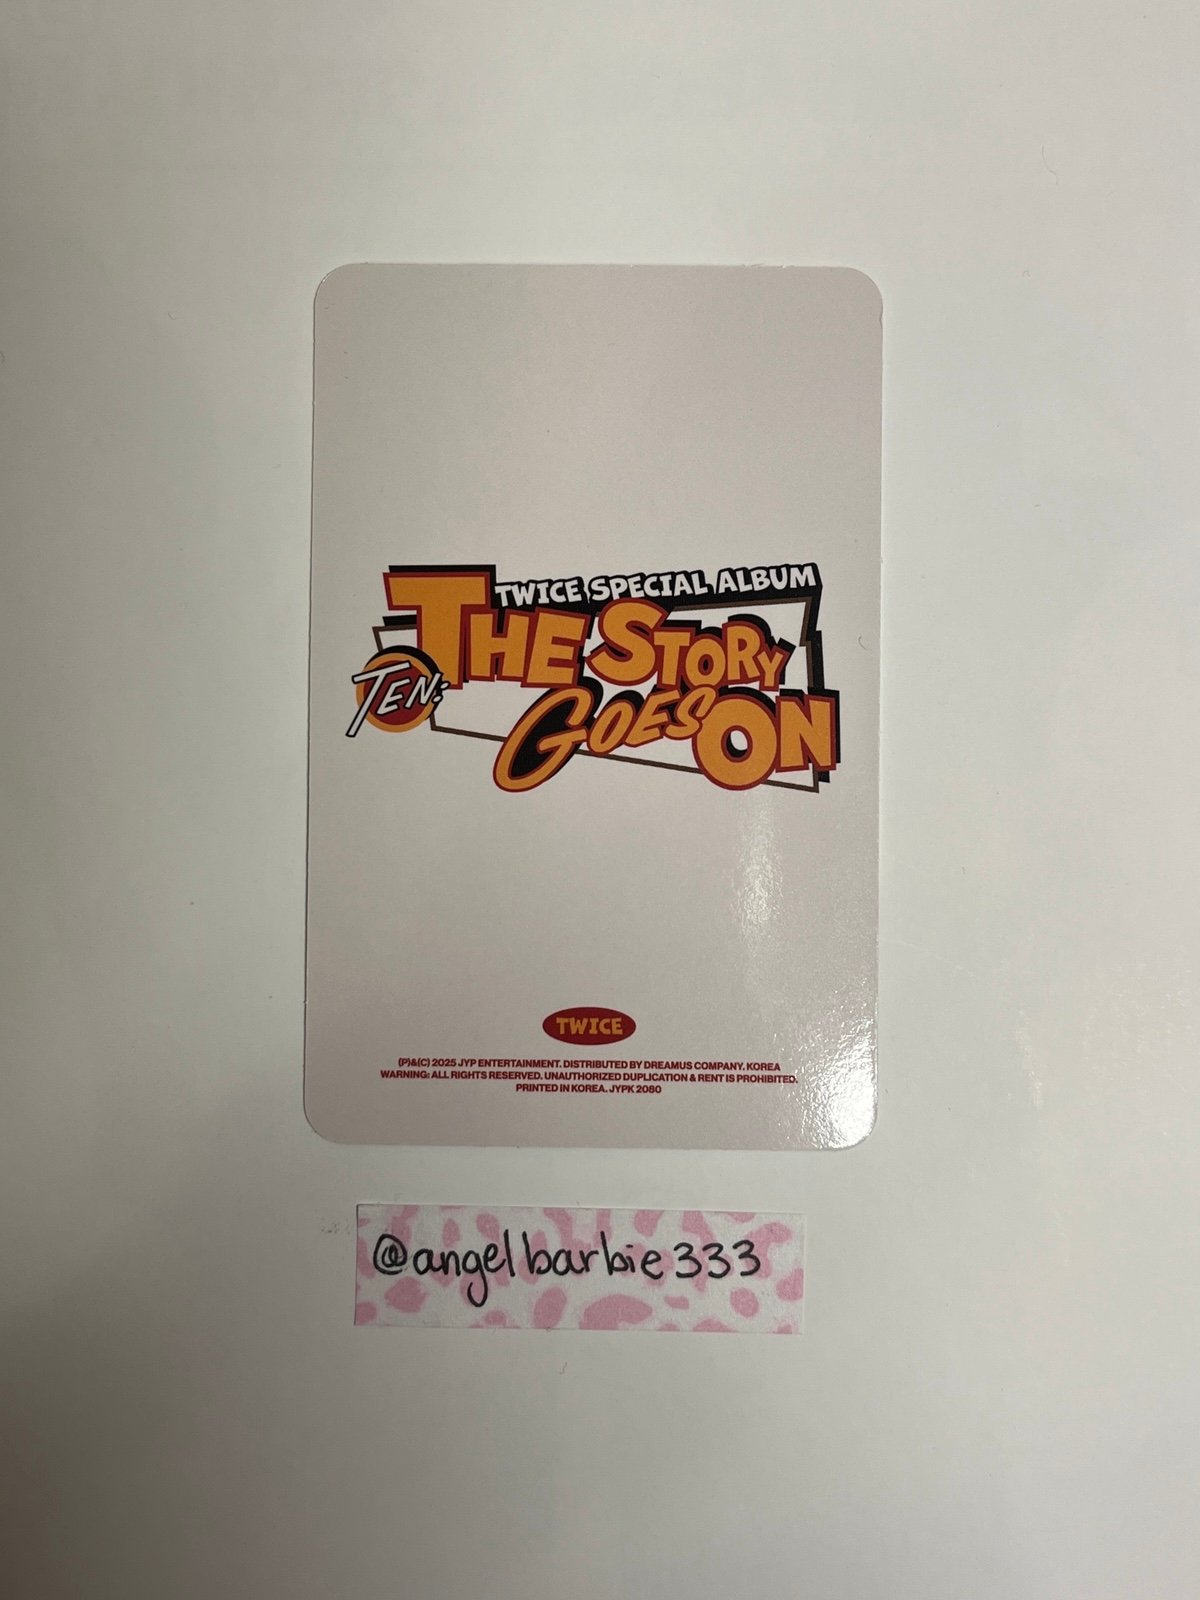 TWICE SPECIAL ALBUM
TEN:
THE STORY
GOES ON
TWICE
(P)&(C) 2025 JYP ENTERTAINMENT. DISTRIBUTED BY DREAMUS COMPANY, KOREA
WARNING: ALL RIGHTS RESERVED. UNAUTHORIZED DUPLICATION & RENT IS PROHIBITED.
PRINTED IN KOREA. JYPK 2080
@angelbarbie333